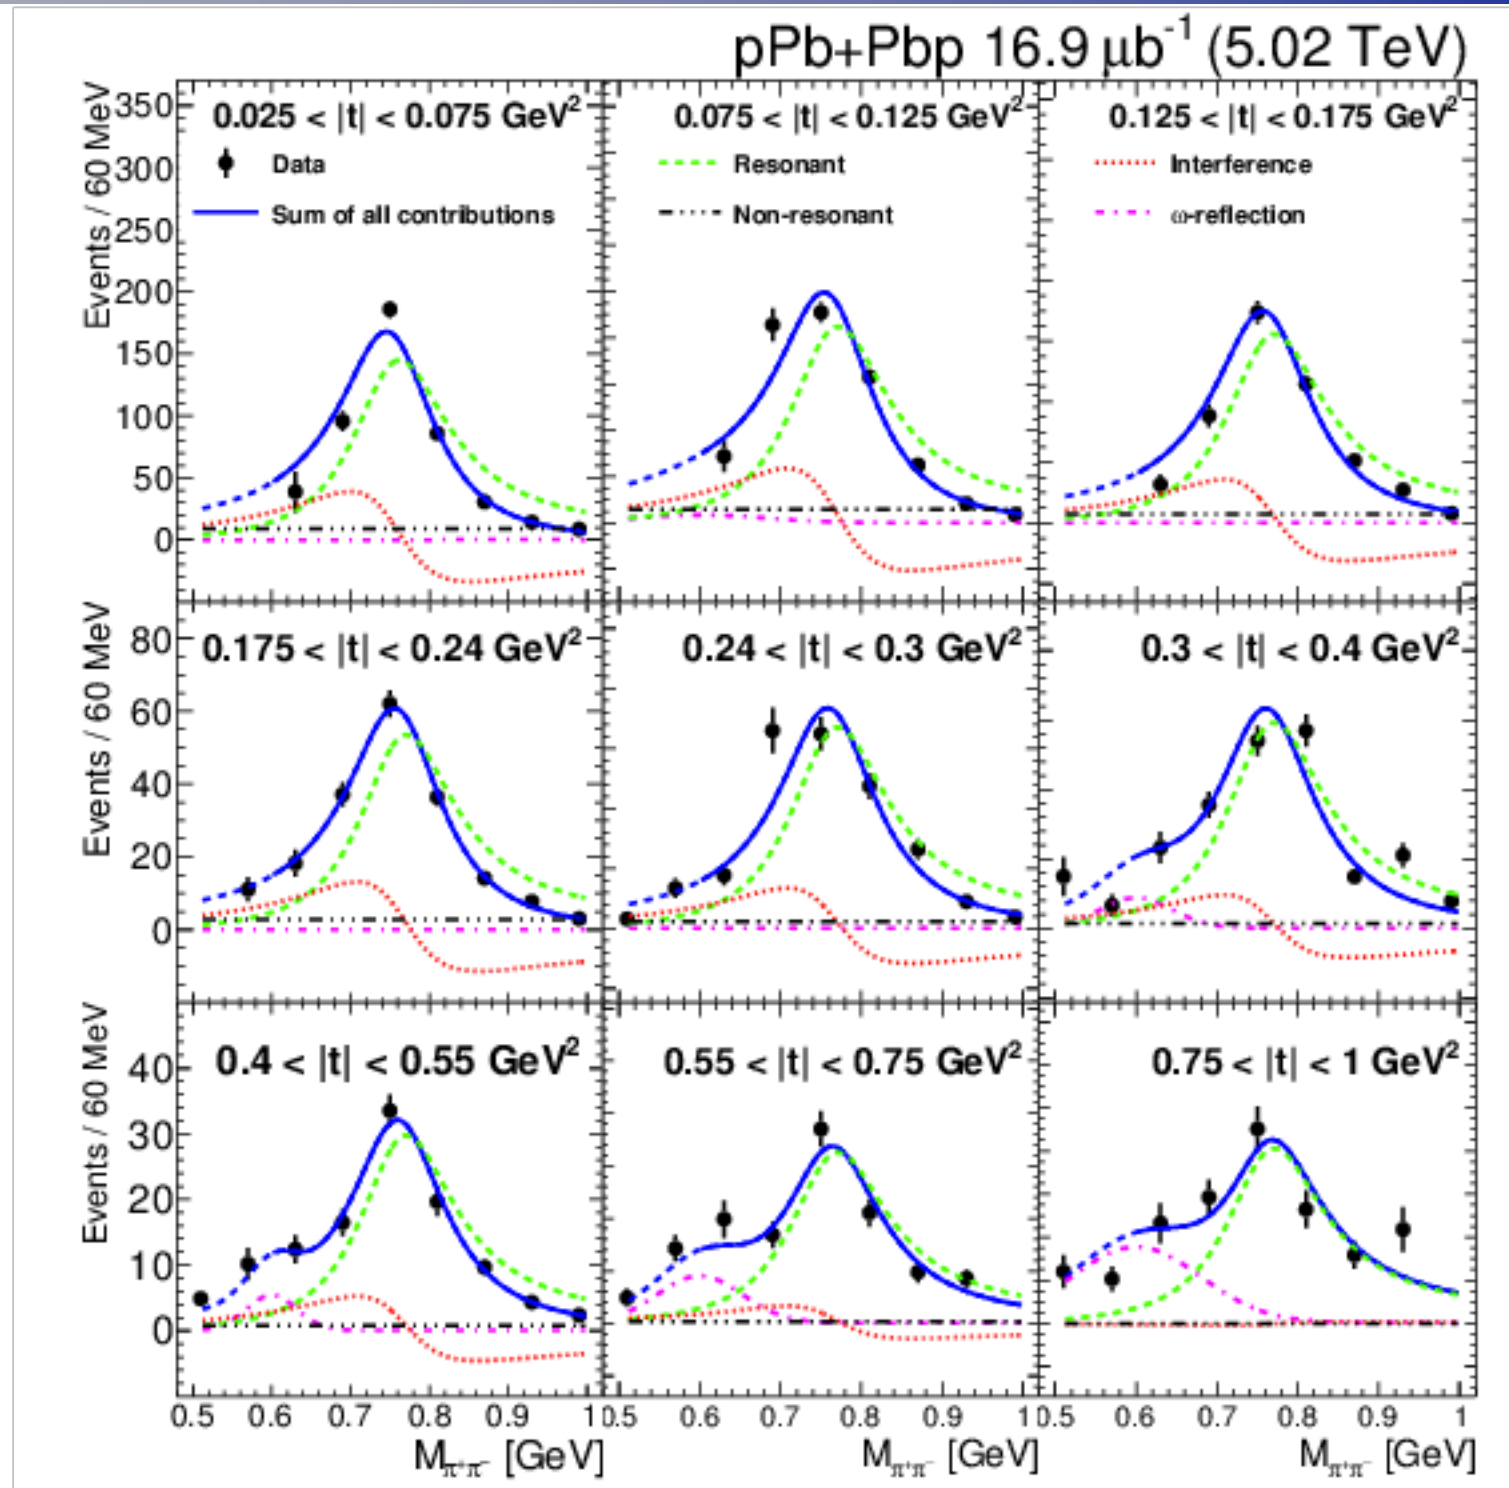 pPb+Pbp 16.9 μb⁻¹ (5.02 TeV)
0.025 < |t| < 0.075 GeV²
0.075 < |t| < 0.125 GeV²
0.125 < |t| < 0.175 GeV²
Data
Resonant
Interference
Sum of all contributions
Non-resonant
ω-reflection
Events / 60 MeV
350
300
250
200
150
100
50
0
0.175 < |t| < 0.24 GeV²
0.24 < |t| < 0.3 GeV²
0.3 < |t| < 0.4 GeV²
Events / 60 MeV
80
60
40
20
0
0.4 < |t| < 0.55 GeV²
0.55 < |t| < 0.75 GeV²
0.75 < |t| < 1 GeV²
Events / 60 MeV
40
30
20
10
0
0.5 0.6 0.7 0.8 0.9 1
0.5 0.6 0.7 0.8 0.9 1
0.5 0.6 0.7 0.8 0.9 1
M_π⁺π⁻ [GeV]
M_π⁺π⁻ [GeV]
M_π⁺π⁻ [GeV]